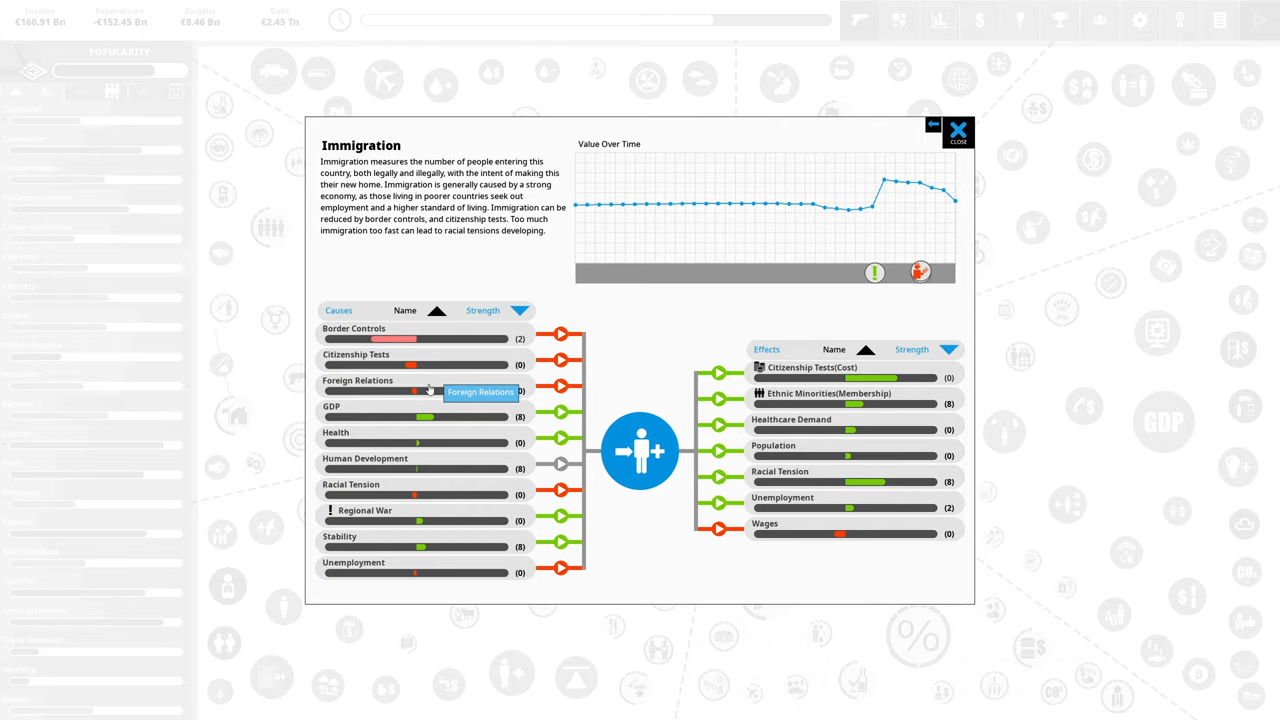 Income
Expenditure
Surplus
Debt
€160.91 Bn
-€152.45 Bn
€8.46 Bn
€2.45 Tn
POPULARITY
Immigration
Immigration measures the number of people entering this
country, both legally and illegally, with the intent of making this
their new home. Immigration is generally caused by a strong
economy, as those living in poorer countries seek out
employment and a higher standard of living. Immigration can be
reduced by border controls, and citizenship tests. Too much
immigration too fast can lead to racial tensions developing.
Value Over Time
CLOSE
Causes Name Strength
Border Controls
(2)
Citizenship Tests
(0)
Foreign Relations
Foreign Relations
GDP
(8)
Health
(0)
Human Development
(8)
Racial Tension
(0)
! Regional War
(0)
Stability
(8)
Unemployment
(0)
Effects Name Strength
Citizenship Tests(Cost)
(0)
Ethnic Minorities(Membership)
(8)
Healthcare Demand
(0)
Population
(0)
Racial Tension
(8)
Unemployment
(2)
Wages
(0)
GDP